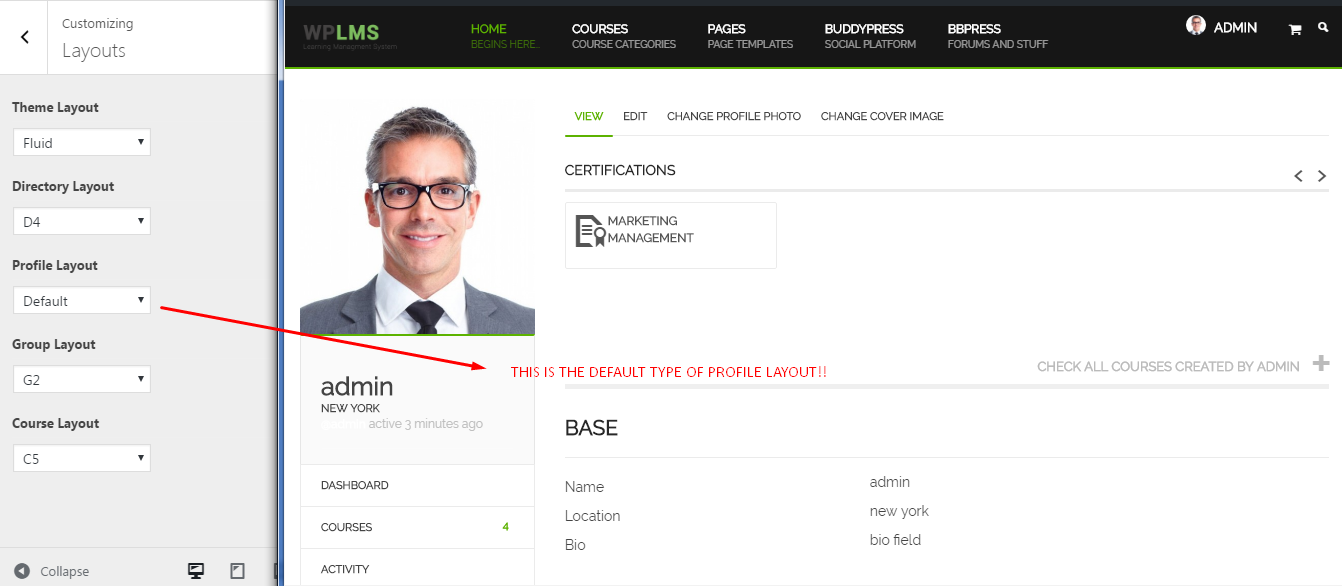 Customizing
Layouts
Theme Layout
Fluid
Directory Layout
D4
Profile Layout
Default
Group Layout
G2
Course Layout
C5
Collapse
WPLMS
Learning Managment System
HOME
BEGINS HERE..
COURSES
COURSE CATEGORIES
PAGES
PAGE TEMPLATES
BUDDYPRESS
SOCIAL PLATFORM
BBPRESS
FORUMS AND STUFF
ADMIN
admin
NEW YORK
active 3 minutes ago
DASHBOARD
COURSES 4
ACTIVITY
VIEW EDIT CHANGE PROFILE PHOTO CHANGE COVER IMAGE
CERTIFICATIONS
MARKETING
MANAGEMENT
CHECK ALL COURSES CREATED BY ADMIN
THIS IS THE DEFAULT TYPE OF PROFILE LAYOUT!!
BASE
Name admin
Location new york
Bio bio field